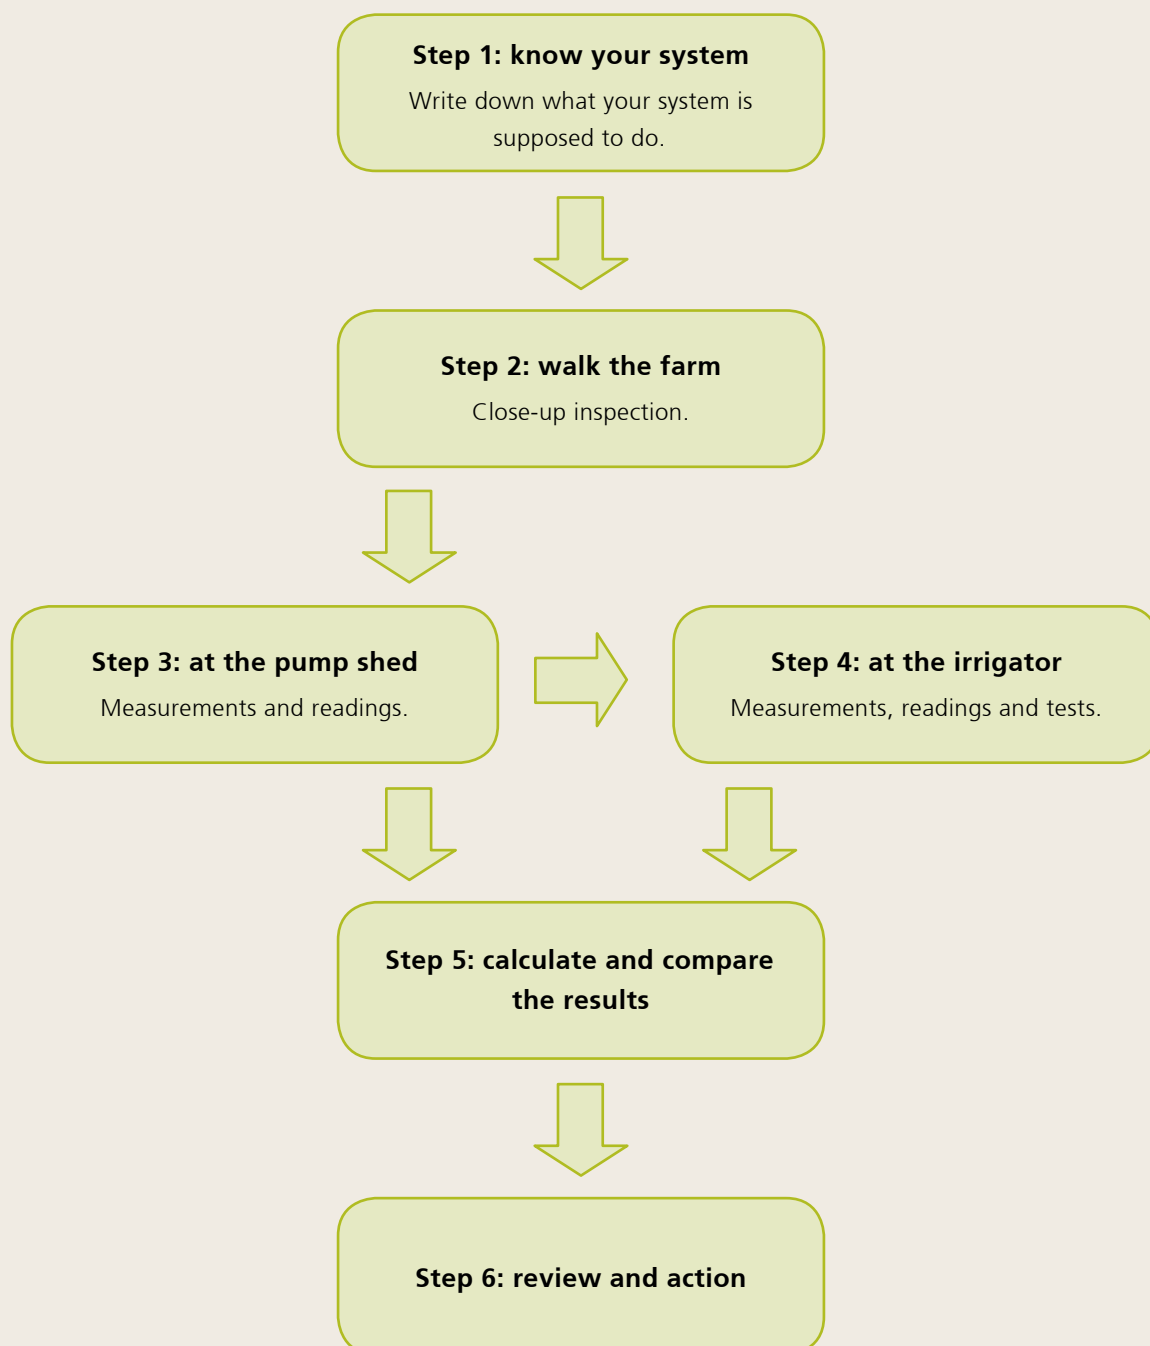 Step 1: know your system
Write down what your system is
supposed to do.
Step 2: walk the farm
Close-up inspection.
Step 3: at the pump shed
Measurements and readings.
Step 4: at the irrigator
Measurements, readings and tests.
Step 5: calculate and compare
the results
Step 6: review and action